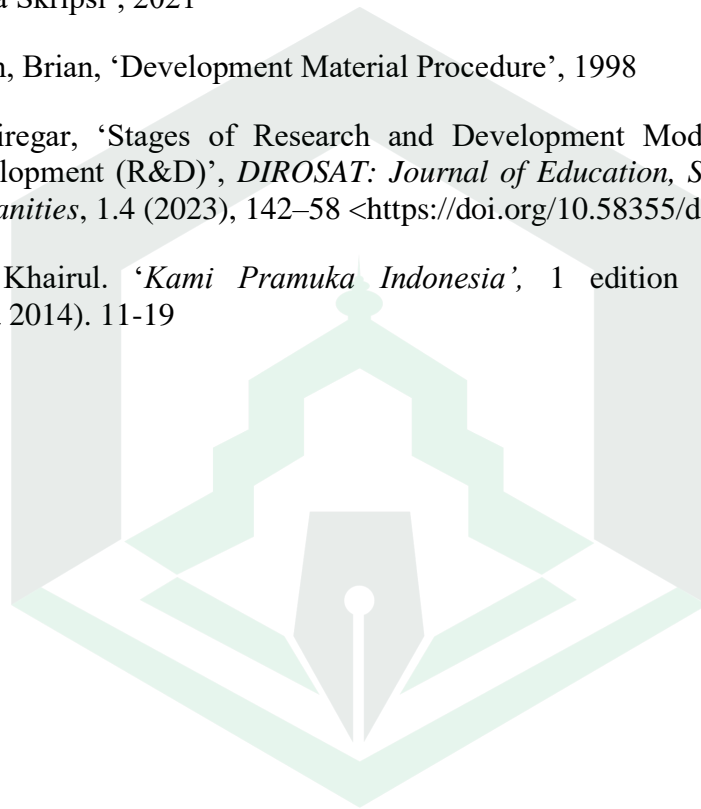 Skripsi', 2021
Brian, 'Development Material Procedure', 1998
iregar, 'Stages of Research and Development Mod
lopment (R&D)', DIROSAT: Journal of Education, S
anities, 1.4 (2023), 142–58 <https://doi.org/10.58355/d
Khairul. 'Kami Pramuka Indonesia', 1 edition
2014). 11-19